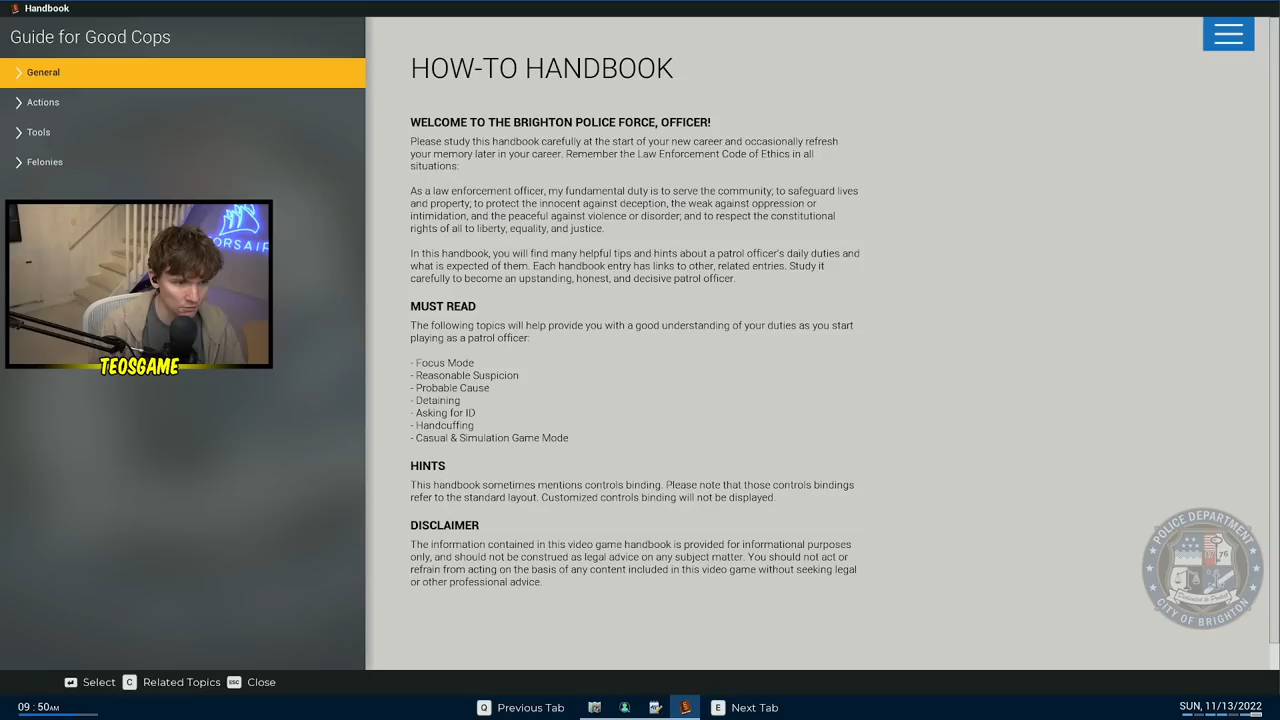 Handbook
Guide for Good Cops
General
Actions
Tools
Felonies
CORSAIR
TEOSGAME
HOW-TO HANDBOOK
WELCOME TO THE BRIGHTON POLICE FORCE, OFFICER!
Please study this handbook carefully at the start of your new career and occasionally refresh
your memory later in your career. Remember the Law Enforcement Code of Ethics in all
situations:
As a law enforcement officer, my fundamental duty is to serve the community; to safeguard lives
and property; to protect the innocent against deception, the weak against oppression or
intimidation, and the peaceful against violence or disorder; and to respect the constitutional
rights of all to liberty, equality, and justice.
In this handbook, you will find many helpful tips and hints about a patrol officer's daily duties and
what is expected of them. Each handbook entry has links to other, related entries. Study it
carefully to become an upstanding, honest, and decisive patrol officer.
MUST READ
The following topics will help provide you with a good understanding of your duties as you start
playing as a patrol officer:
- Focus Mode
- Reasonable Suspicion
- Probable Cause
- Detaining
- Asking for ID
- Handcuffing
- Casual & Simulation Game Mode
HINTS
This handbook sometimes mentions controls binding. Please note that those controls bindings
refer to the standard layout. Customized controls binding will not be displayed.
DISCLAIMER
The information contained in this video game handbook is provided for informational purposes
only, and should not be construed as legal advice on any subject matter. You should not act or
refrain from acting on the basis of any content included in this video game without seeking legal
or other professional advice.
POLICE DEPARTMENT
76
CITY OF BRIGHTON
Select C Related Topics ESC Close
09 : 50AM
Q Previous Tab E Next Tab
SUN, 11/13/2022